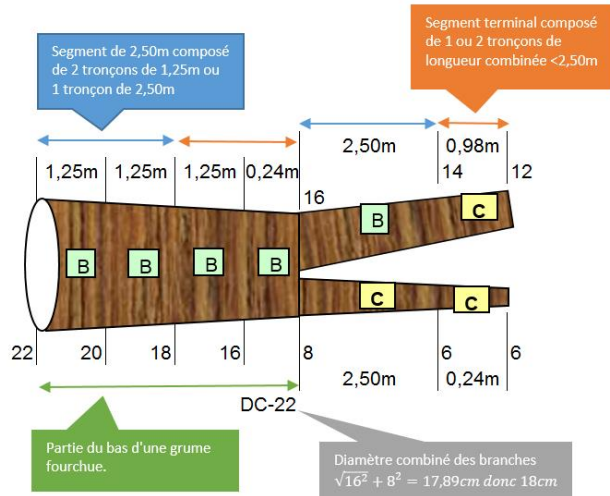 Segment de 2,50m composé
de 2 tronçons de 1,25m ou
1 tronçon de 2,50m
Segment terminal composé
de 1 ou 2 tronçons de
longueur combinée <2,50m
2,50m
0,98m
1,25m
1,25m
1,25m
0,24m
14
12
16
B
C
B
B
B
B
C
C
22
20
18
16
8
6
6
2,50m
0,24m
DC-22
Partie du bas d'une grume
fourchue.
Diamètre combiné des branches
√16² + 8² = 17,89cm donc 18cm